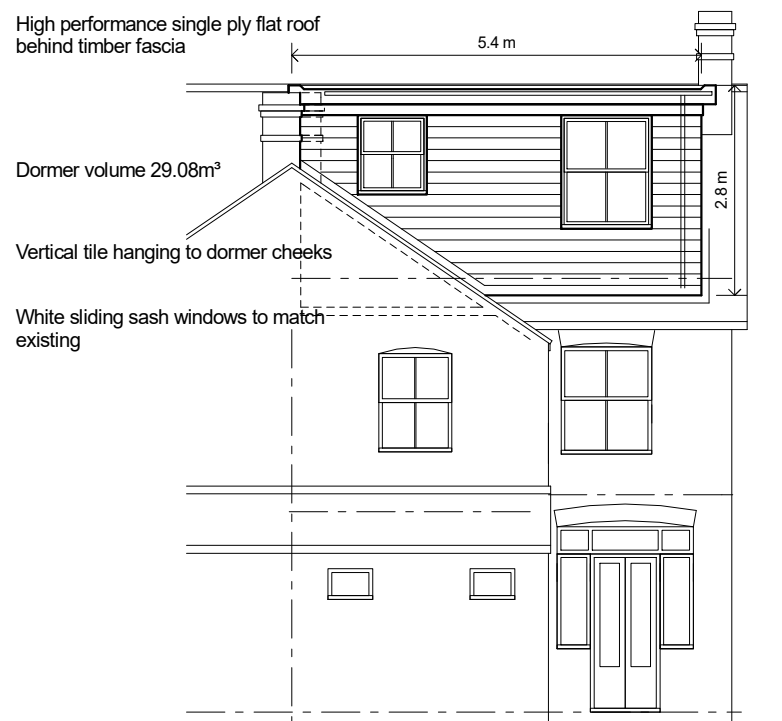 High performance single ply flat roof
behind timber fascia
5.4 m
Dormer volume 29.08m³
2.8 m
Vertical tile hanging to dormer cheeks
White sliding sash windows to match
existing